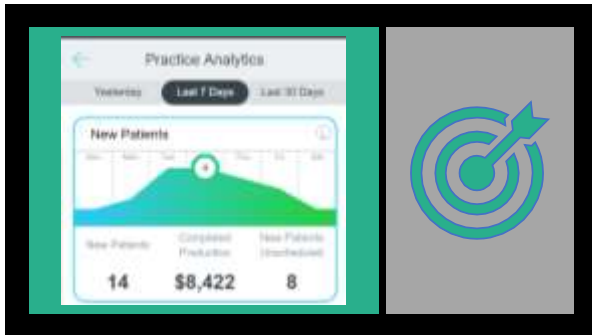 Practice Analytics
Yesterday Last 7 Days Last 30 Days
New Patients
Sun Mon Tue Thu Fri Sat
New Patients Completed Production New Patients Unscheduled
14 $8,422 8